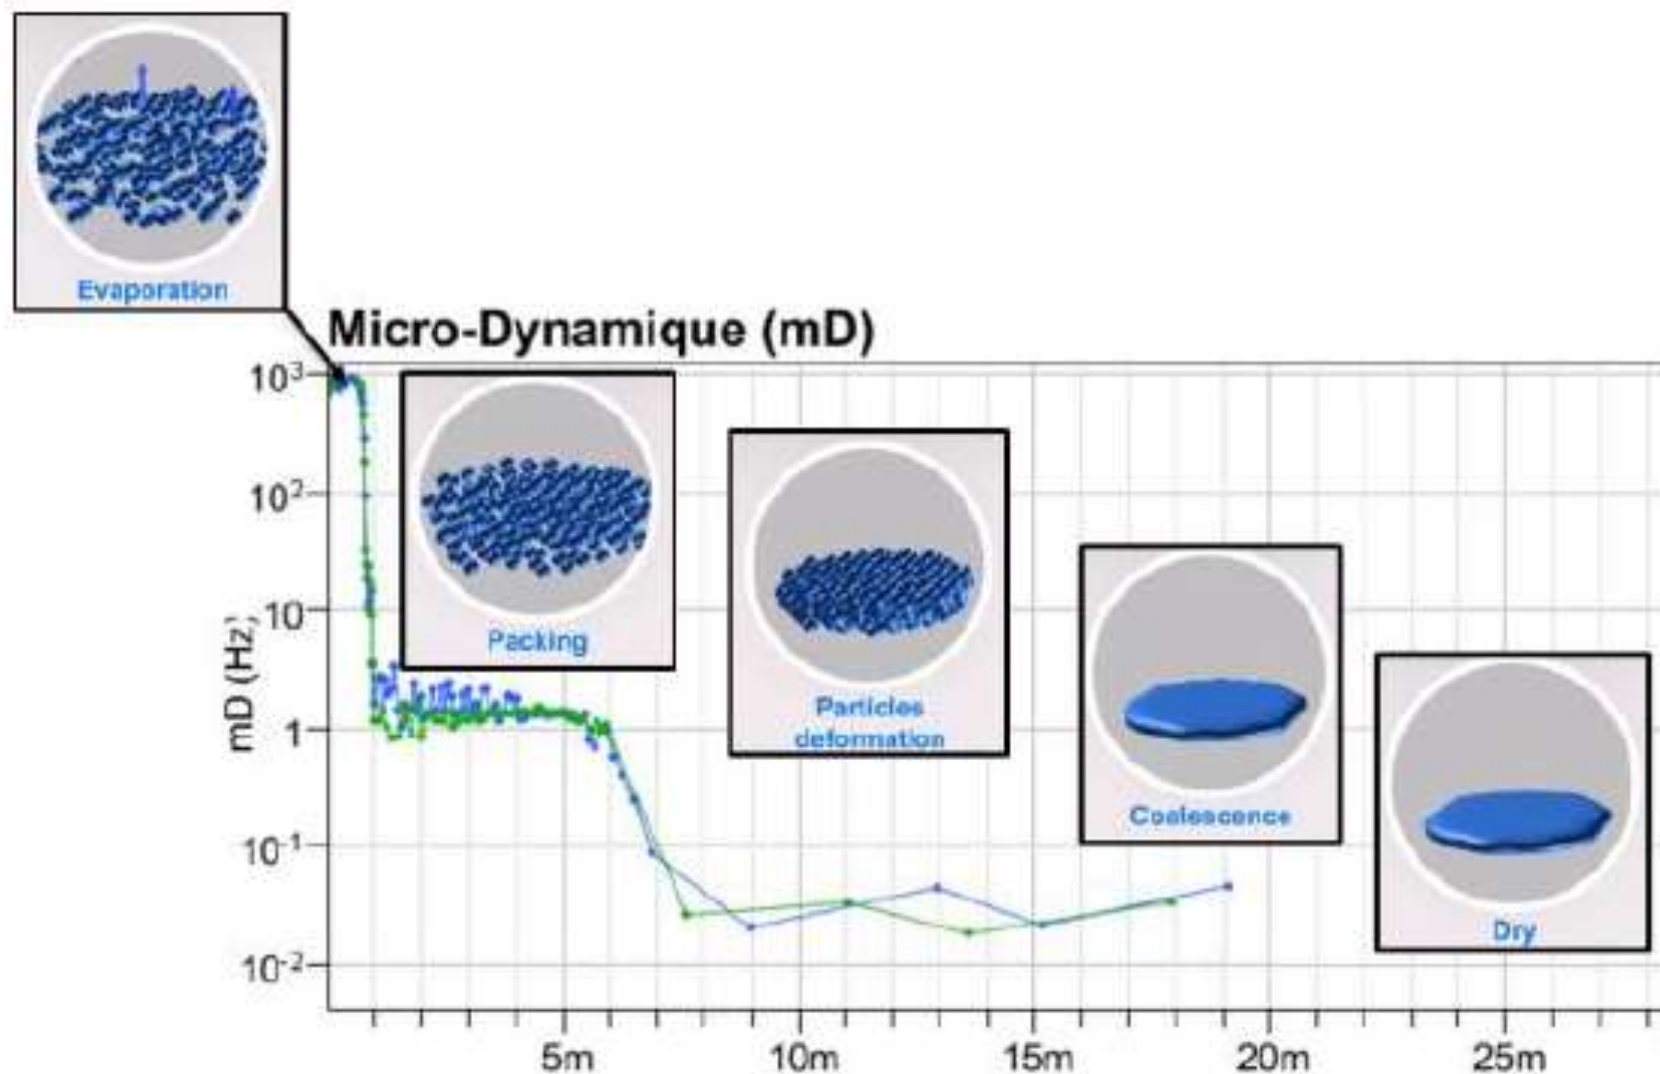 Evaporation
Micro-Dynamique (mD)
10³
10²
10
1
10⁻¹
10⁻²
mD (Hz)
Packing
Particles
deformation
Coalescence
Dry
5m
10m
15m
20m
25m